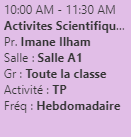 10:00 AM - 11:30 AM
Activites Scientifiqu...
Pr. Imane Ilham
Salle : Salle A1
Gr : Toute la classe
Activité : TP
Fréq : Hebdomadaire